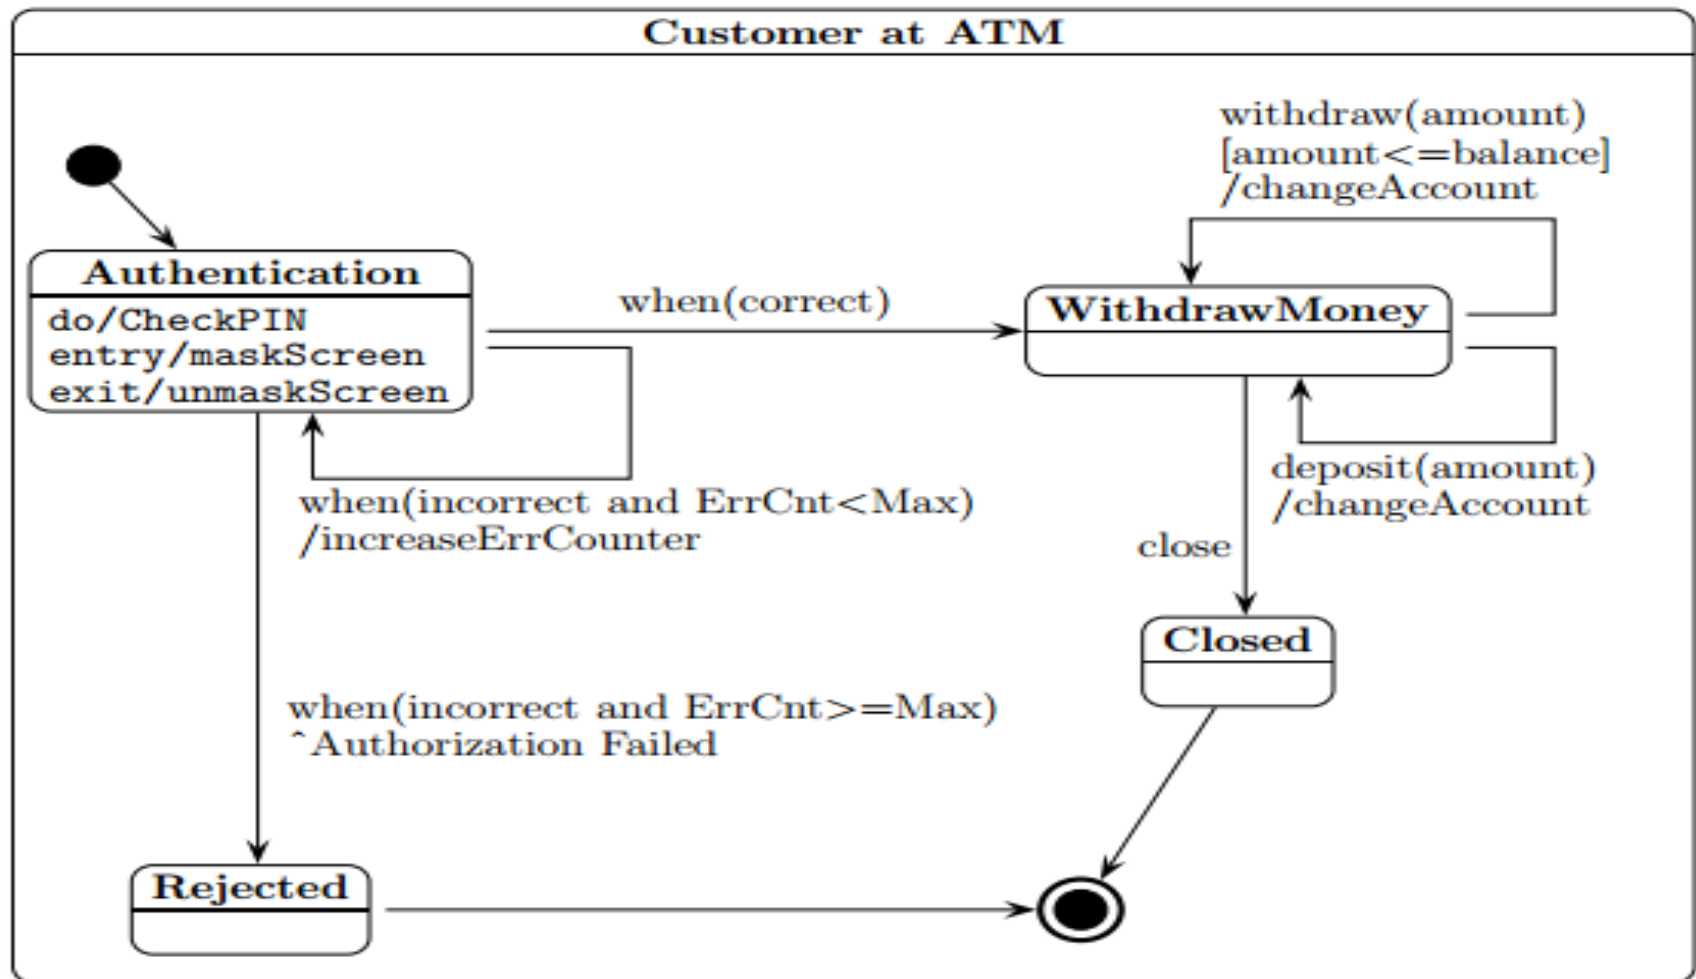 Customer at ATM
withdraw(amount)
[amount<=balance]
/changeAccount
Authentication
do/CheckPIN
entry/maskScreen
exit/unmaskScreen
when(correct)
WithdrawMoney
when(incorrect and ErrCnt<Max)
/increaseErrCounter
deposit(amount)
/changeAccount
close
Closed
when(incorrect and ErrCnt>=Max)
^Authorization Failed
Rejected